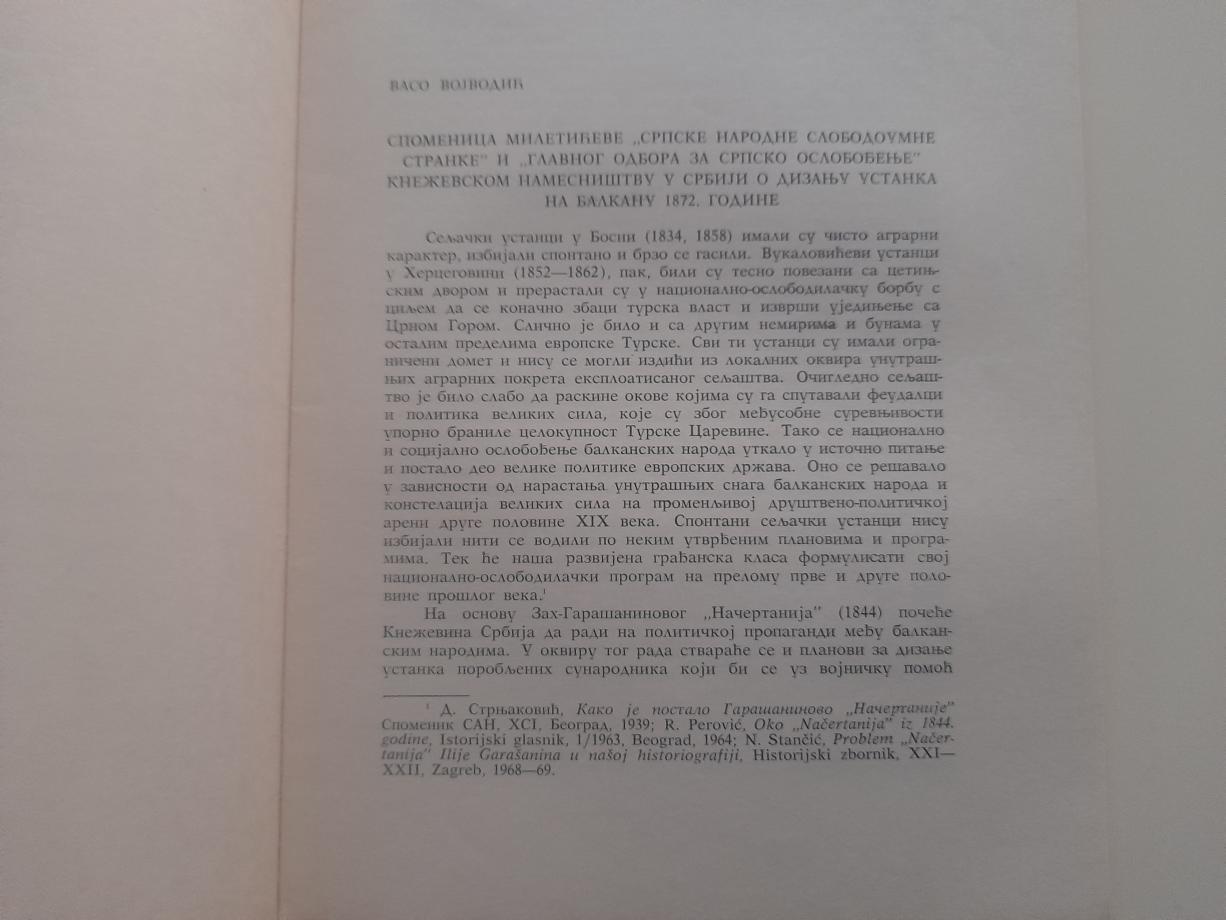 ВАСО ВОЈВОДИЋ
СПОМЕНИЦА МИЛЕТИЋЕВЕ „СРПСКЕ НАРОДНЕ СЛОБОДОУМНЕ
СТРАНКЕ" И „ГЛАВНОГ ОДБОРА ЗА СРПСКО ОСЛОБОЂЕЊЕ"
КНЕЖЕВСКОМ НАМЕСНИШТВУ У СРБИЈИ О ДИЗАЊУ УСТАНКА
НА БАЛКАНУ 1872. ГОДИНЕ
Сељачки устанци у Босни (1834, 1858) имали су чисто аграрни
карактер, избијали спонтано и брзо се гасили. Вукаловићеви устанци
у Херцеговини (1852—1862), пак, били су тесно повезани са цетињ-
ским двором и прерастали су у национално-ослободилачку борбу с
циљем да се коначно збаци турска власт и изврши уједињење са
Црном Гором. Слично је било и са другим немирима и бунама у
осталим пределима европске Турске. Сви ти устанци су имали огра-
ничени домет и нису се могли издићи из локалних оквира унутраш-
њих аграрних покрета експлоатисаног сељаштва. Очигледно сељаш-
тво је било слабо да раскине окове којима су га спутавали феудалци
и политика великих сила, које су због међусобне суревњивости
упорно браниле целокупност Турске Царевине. Тако се национално
и социјално ослобођење балканских народа уткало у источно питање
и постало део велике политике европских држава. Оно се решавало
у зависности од нарастања унутрашњих снага балканских народа и
констелација великих сила на променљивој друштвено-политичкој
арени друге половине XIX века. Спонтани сељачки устанци нису
избијали нити се водили по неким утврђеним плановима и програ-
мима. Тек ће наша развијена грађанска класа формулисати свој
национално-ослободилачки програм на прелому прве и друге поло-
вине прошлог века.¹
На основу Зах-Гарашаниновог „Начертанија" (1844) почеће
Кнежевина Србија да ради на политичкој пропаганди међу балкан-
ским народима. У оквиру тог рада стварaће се и планови за дизање
устанка поробљених сународника који би се уз војничку помоћ
¹ Д. Стрњаковић, Како је постало Гарашаниново „Начертаније"
Споменик САН, XCI, Београд, 1939; R. Perović, Oko „Načertanija" iz 1844.
godine, Istorijski glasnik, 1/1963, Beograd, 1964; N. Stančić, Problem „Načer-
tanija" Ilije Garašanina u našoj historiografiji, Historijski zbornik, XXI—
XXII, Zagreb, 1968—69.